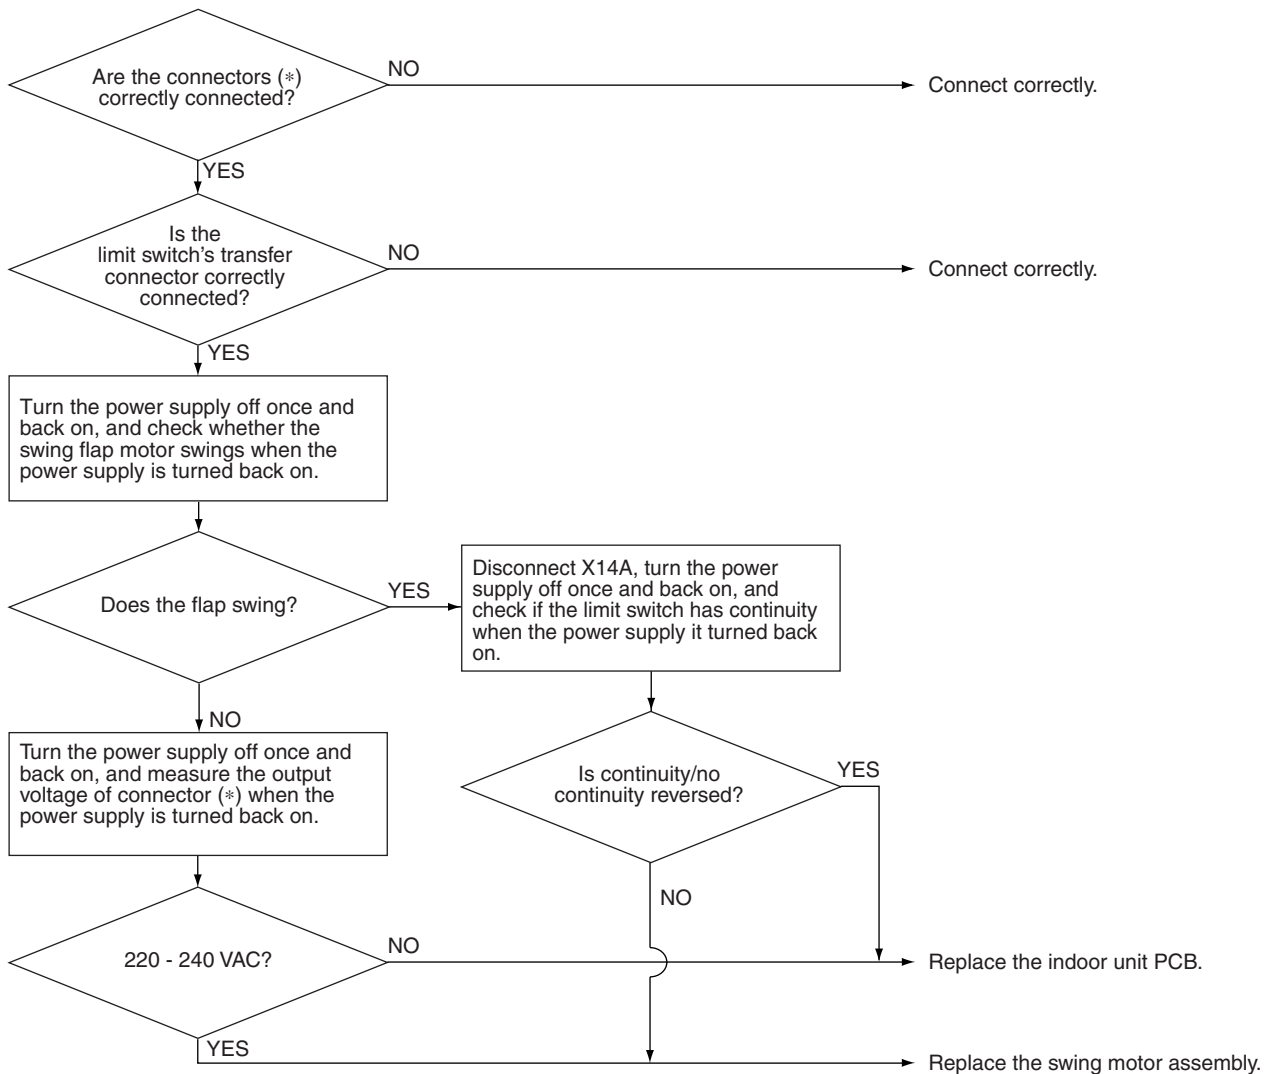 Are the connectors (*)
correctly connected?
NO
Connect correctly.
YES
Is the
limit switch's transfer
connector correctly
connected?
NO
Connect correctly.
YES
Turn the power supply off once and
back on, and check whether the
swing flap motor swings when the
power supply is turned back on.
Does the flap swing?
YES
Disconnect X14A, turn the power
supply off once and back on, and
check if the limit switch has continuity
when the power supply it turned back
on.
NO
Turn the power supply off once and
back on, and measure the output
voltage of connector (*) when the
power supply is turned back on.
Is continuity/no
continuity reversed?
YES
NO
220 - 240 VAC?
NO
Replace the indoor unit PCB.
YES
Replace the swing motor assembly.